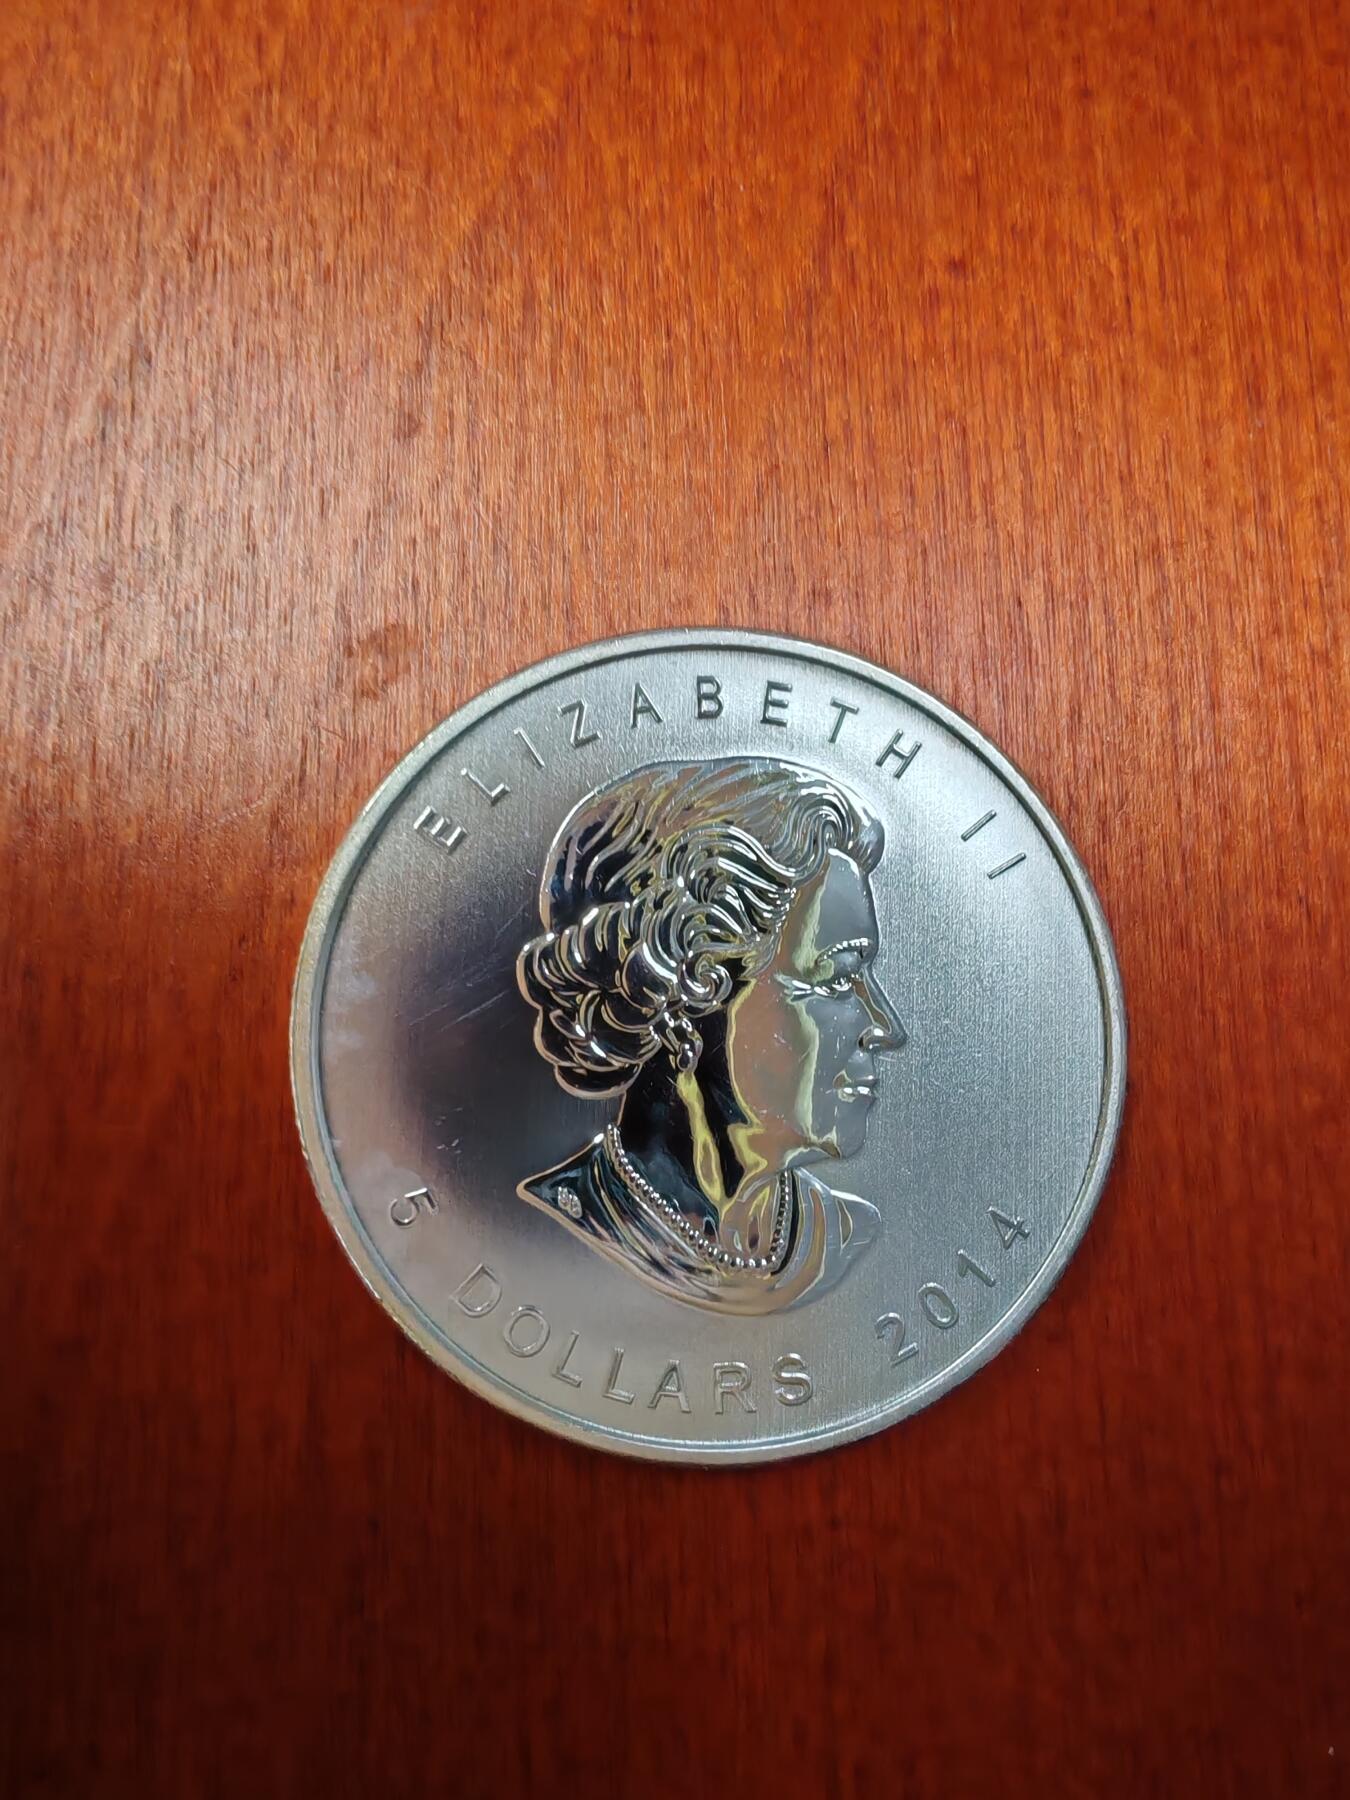 ELIZABETH II
5 DOLLARS 2014